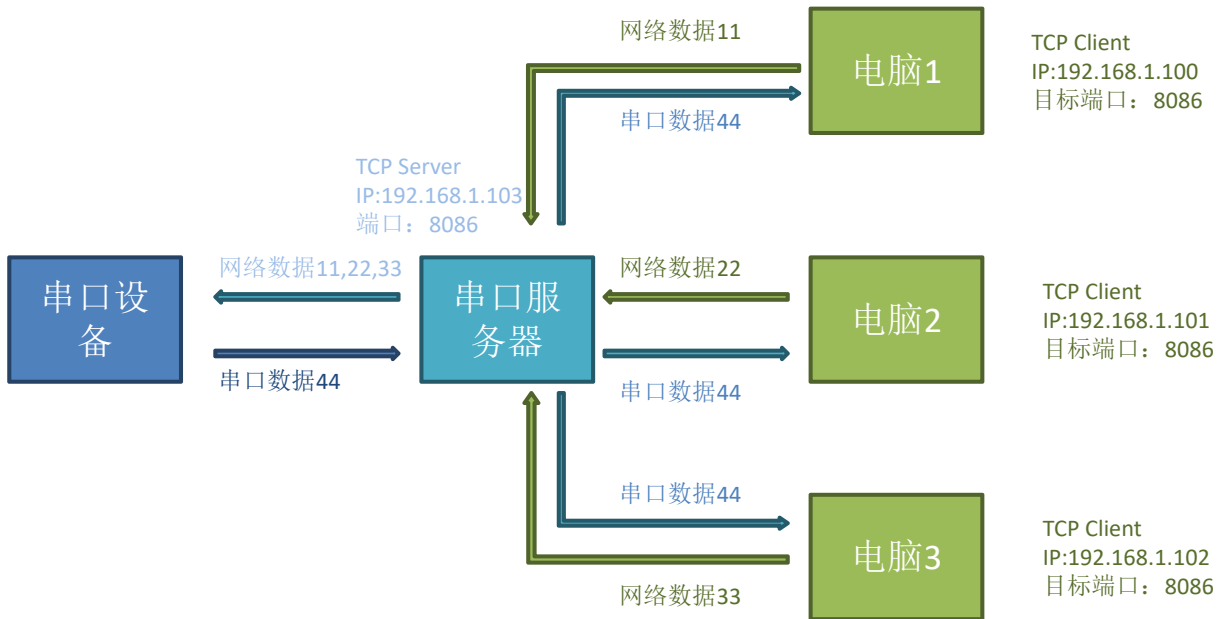 网络数据11
电脑1
TCP Client
IP:192.168.1.100
目标端口：8086
串口数据44
TCP Server
IP:192.168.1.103
端口：8086
网络数据11,22,33
串口设
备
串口数据44
串口服
务器
网络数据22
电脑2
TCP Client
IP:192.168.1.101
目标端口：8086
串口数据44
串口数据44
电脑3
TCP Client
IP:192.168.1.102
目标端口：8086
网络数据33